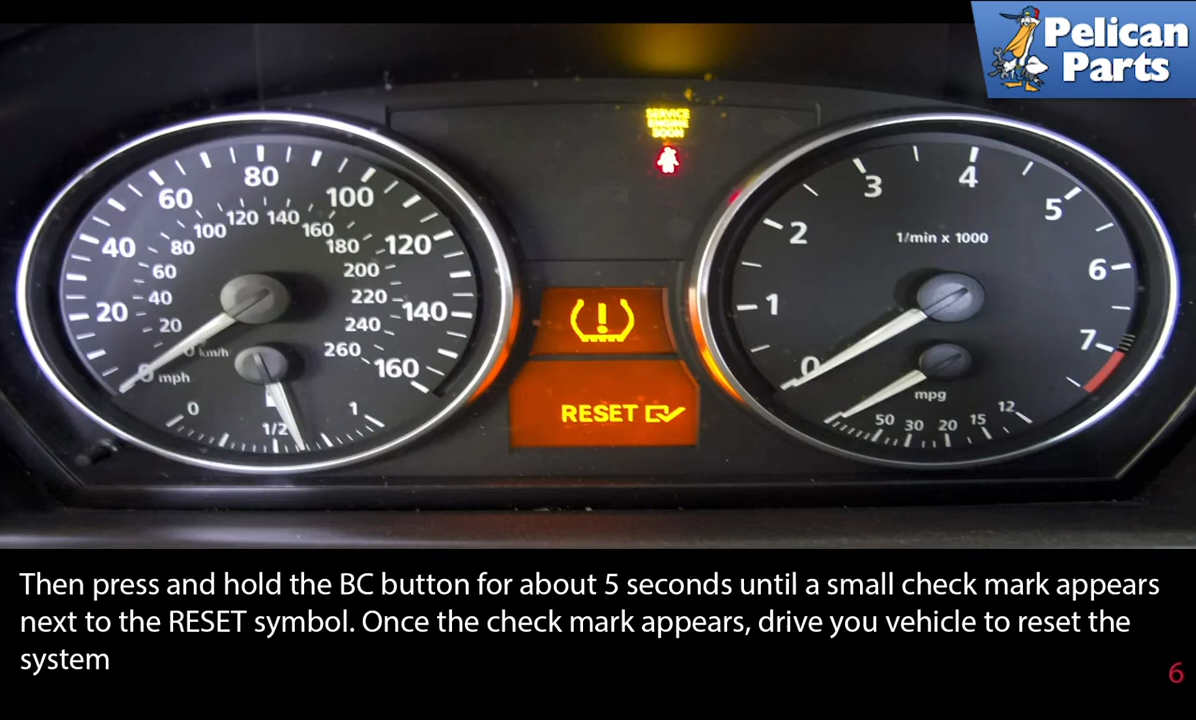 Pelican
Parts
SERVICE
ENGINE
SOON
80
60
100
120 140
100
160
40
80
180
120
60
200
40
220
20
140
20
240
0 km/h
260
160
0 mph
0
1/2
1
RESET
4
3
5
2
1/min x 1000
6
1
7
0
mpg
50
30
20
15
12
Then press and hold the BC button for about 5 seconds until a small check mark appears
next to the RESET symbol. Once the check mark appears, drive you vehicle to reset the
system
6